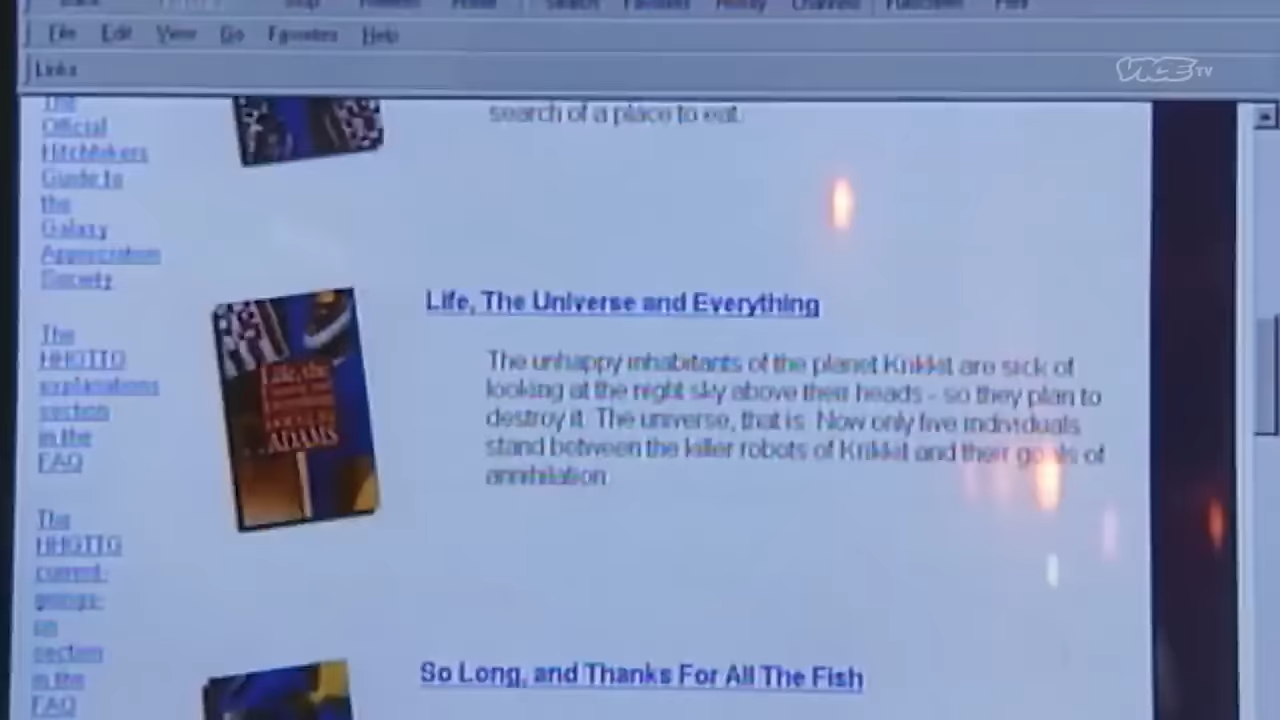 File Edit View Go Favorites Help
VICE TV
Links
search of a place to eat.
The
Official
Hitchhikers
Guide to
the
Galaxy
Appreciation
Society
Life, The Universe and Everything
The unhappy inhabitants of the planet Krikkit are sick of
looking at the night sky above their heads - so they plan to
destroy it. The universe, that is. Now only five individuals
stand between the killer robots of Krikkit and their goals of
annihilation.
The
HHGTTG
explanations
section
in the
FAQ
Life, the
ADAMS
The
HHGTTG
current-
goings-
on
section
in the
FAQ
So Long, and Thanks For All The Fish